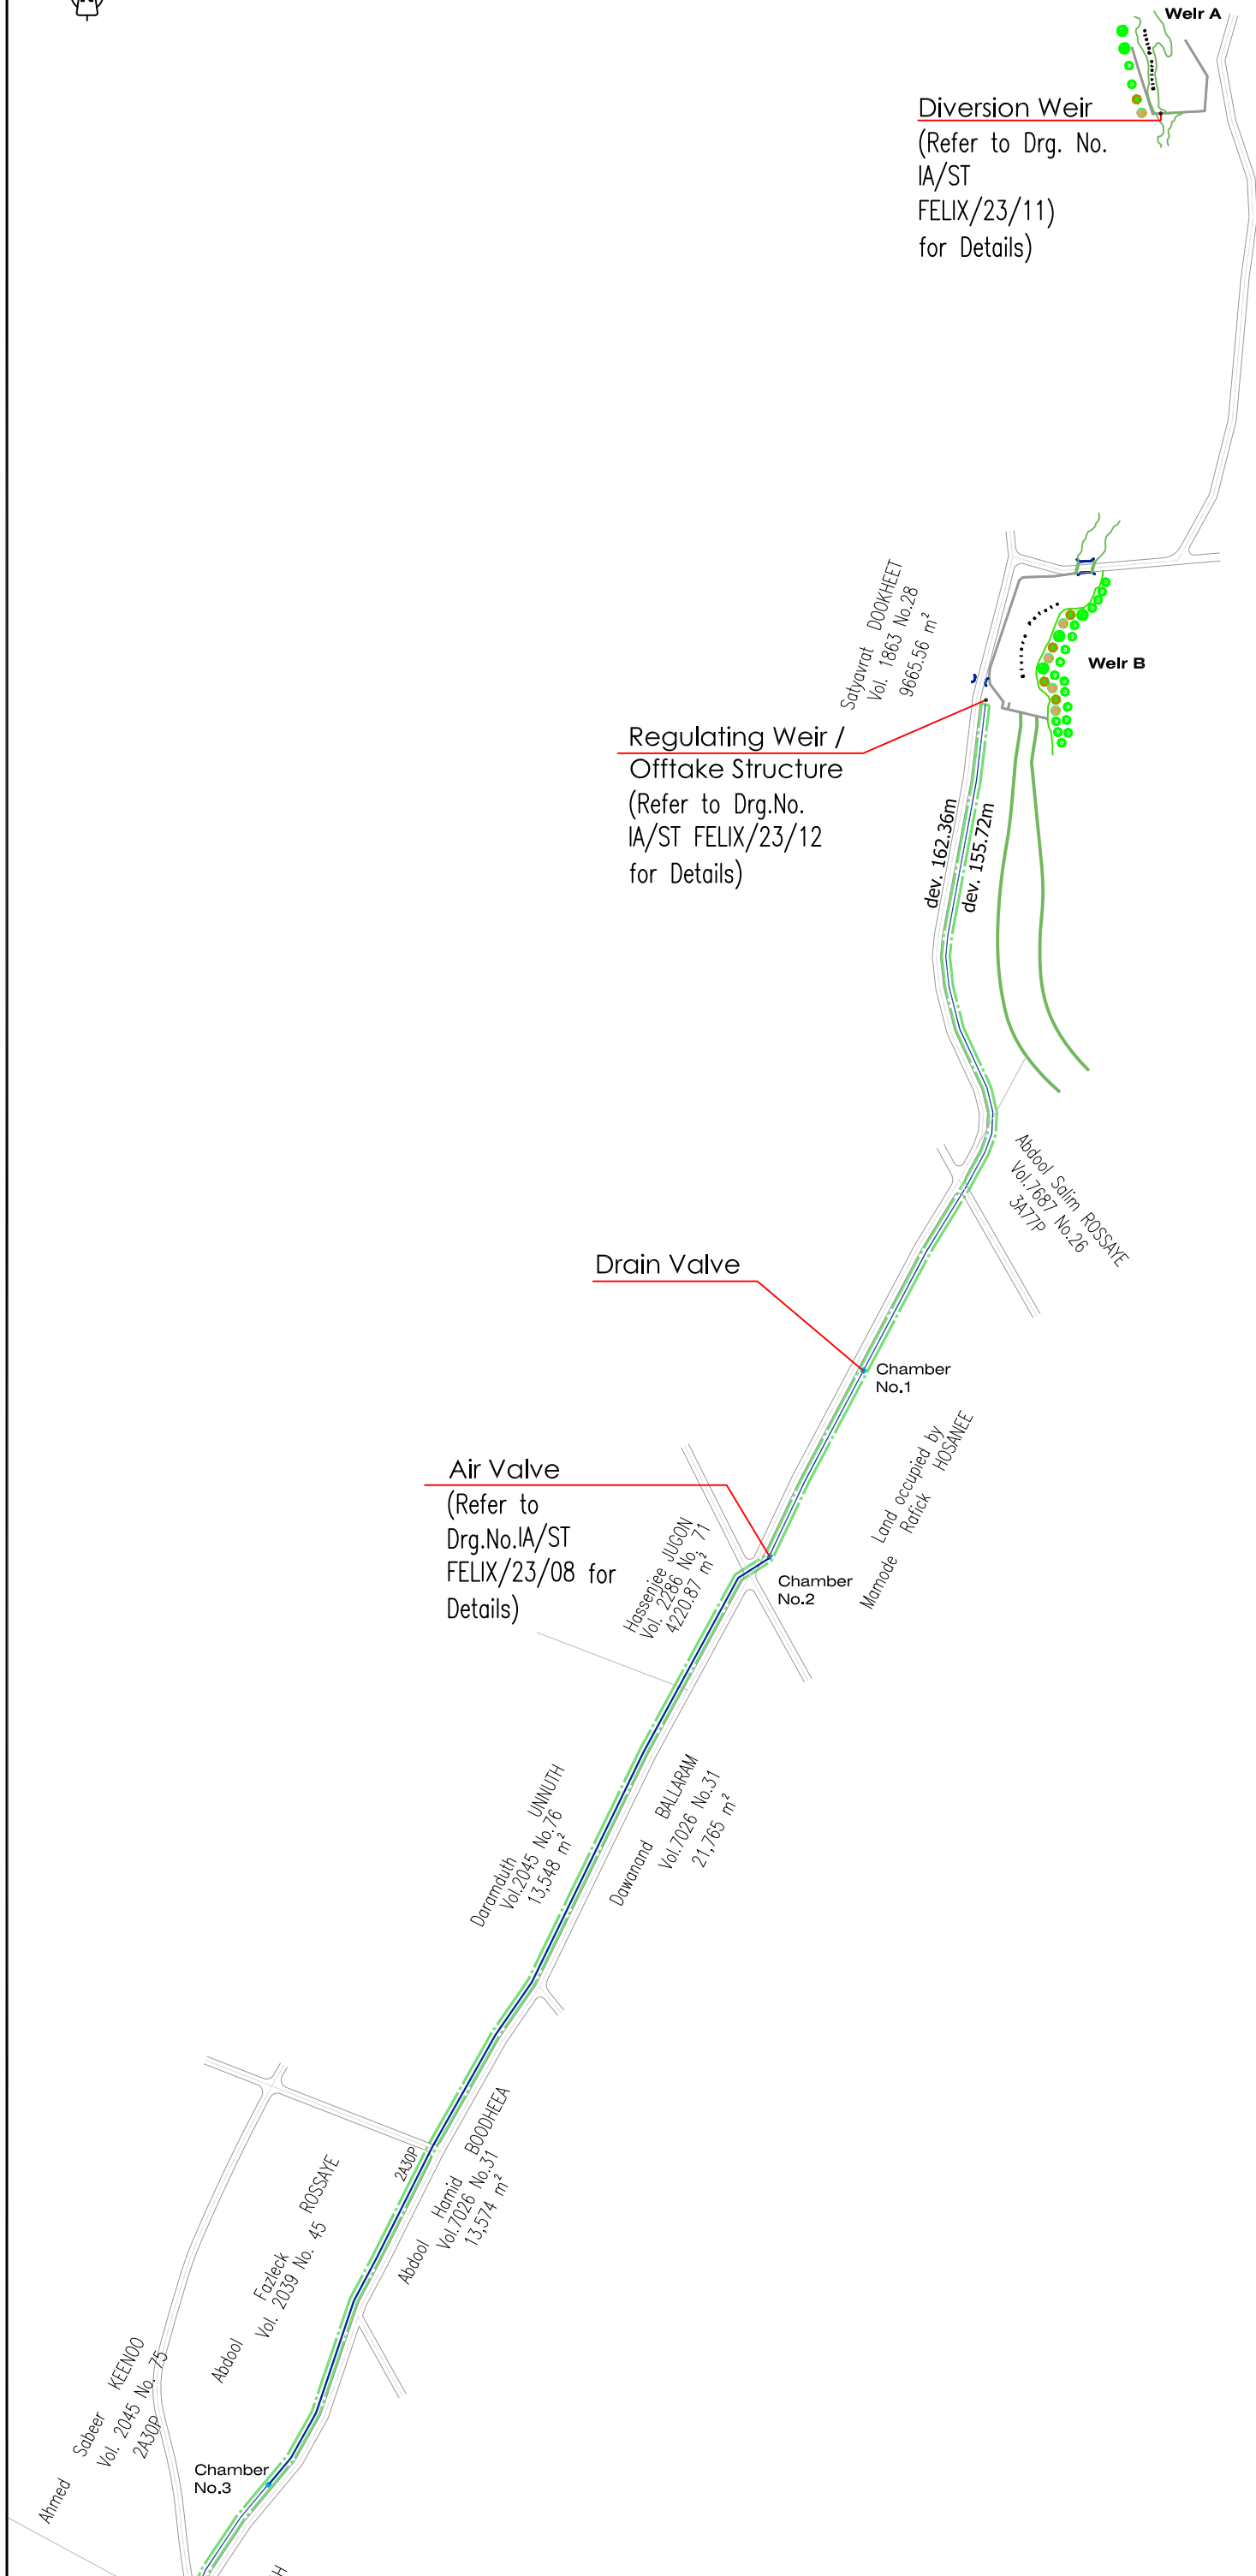 Weir A
Diversion Weir
(Refer to Drg. No.
IA/ST
FELIX/23/11)
for Details)
Satyavrat DOOKHEET
Vol. 1863 No.28
9665.56 m²
Weir B
Regulating Weir /
Offtake Structure
(Refer to Drg.No.
IA/ST FELIX/23/12
for Details)
dev. 162.36m
dev. 155.72m
Abdool Salim ROSSAYE
Vol.7687 No.26
3A77P
Drain Valve
Chamber
No.1
Land occupied by
Mamode Rafick HOSANEE
Air Valve
(Refer to
Drg.No.IA/ST
FELIX/23/08 for
Details)
Hassenjee JUGON
Vol. 2286 No. 71
4220.87 m²
Chamber
No.2
Daramduth UNNUTH
Vol.2045 No.76
13,548 m²
Dawanand BALLARAM
Vol.7026 No.31
21,765 m²
2A30P
Abdool Hamid BOODHEEA
Vol.7026 No.31
13,574 m²
Abdool Fazleck ROSSAYE
Vol. 2039 No. 45
Ahmed Sabeer KEENOO
Vol. 2045 No. 75
2A30P
Chamber
No.3
H